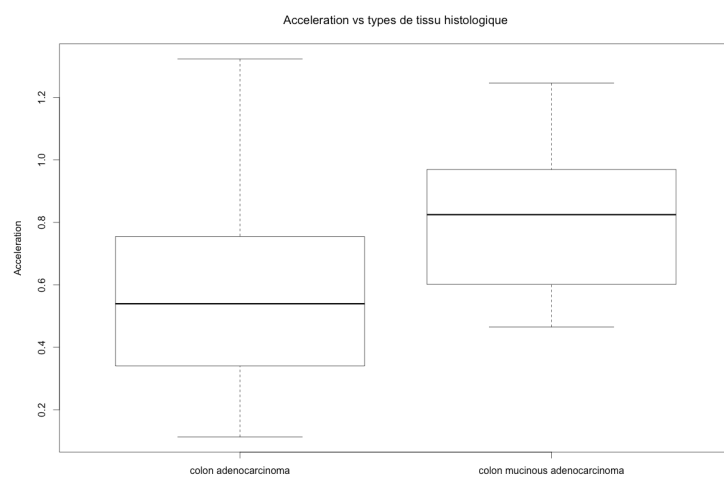 Acceleration vs types de tissu histologique
1.2
1.0
0.8
0.6
0.4
0.2
Acceleration
colon adenocarcinoma
colon mucinous adenocarcinoma